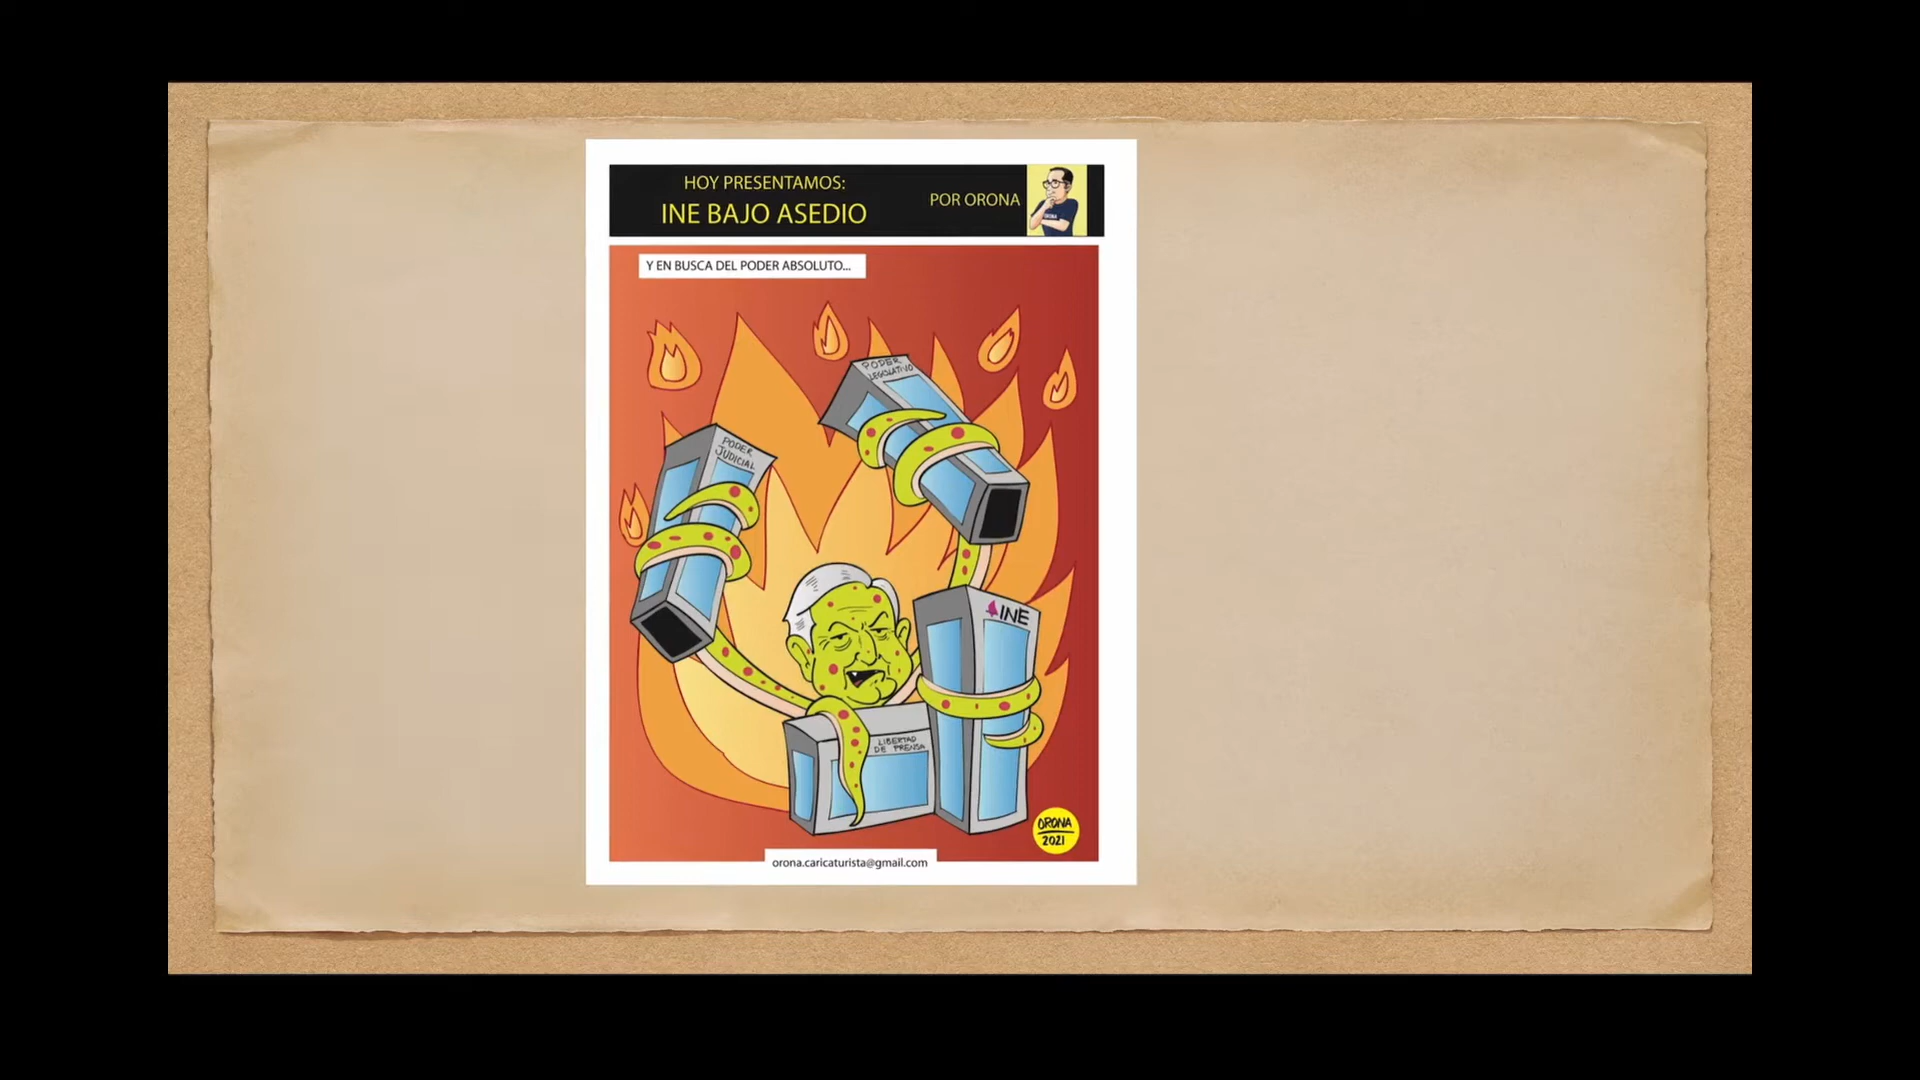 HOY PRESENTAMOS:
INE BAJO ASEDIO
POR ORONA
ORONA
Y EN BUSCA DEL PODER ABSOLUTO...
PODER
LEGISLATIVO
PODER
JUDICIAL
INE
LIBERTAD
DE PRENSA
ORONA
2021
orona.caricaturista@gmail.com